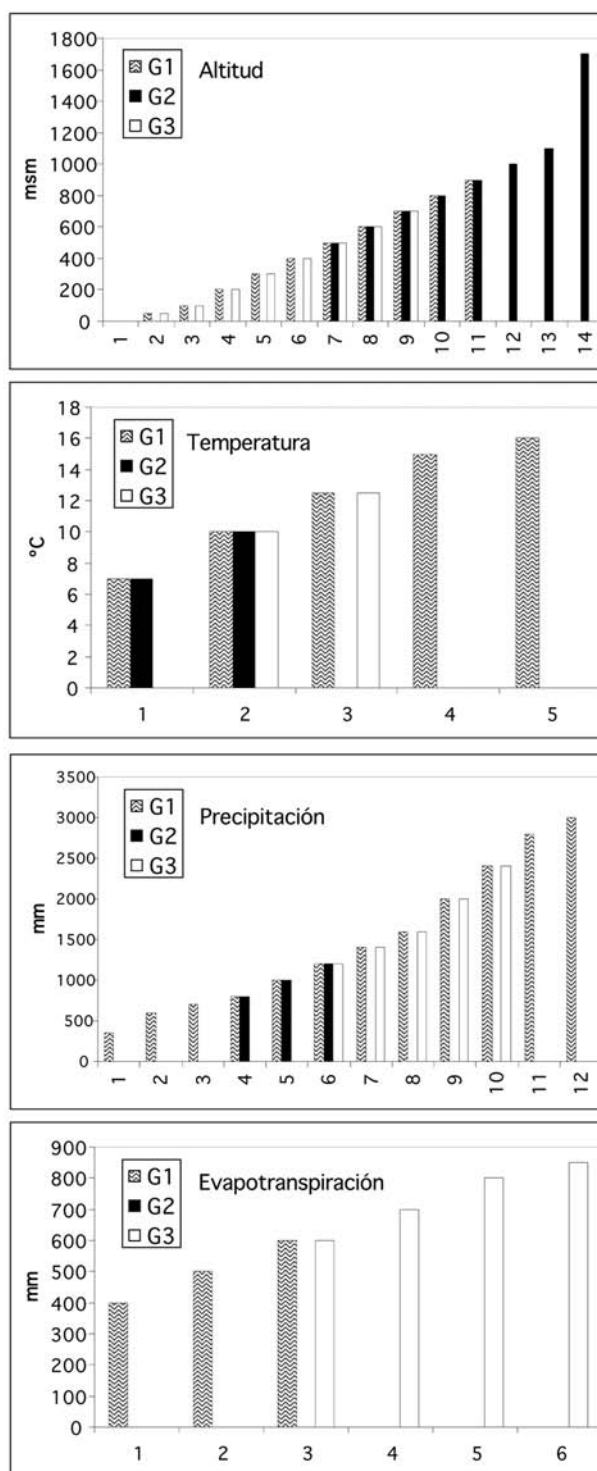 1800
1600
1400
1200
1000
800
600
400
200
0
msm
G1
G2
G3
Altitud
1 2 3 4 5 6 7 8 9 10 11 12 13 14
18
16
14
12
10
8
6
4
2
0
ºC
G1
G2
G3
Temperatura
1 2 3 4 5
3500
3000
2500
2000
1500
1000
500
0
mm
G1
G2
G3
Precipitación
1 2 3 4 5 6 7 8 9 10 11 12
900
800
700
600
500
400
300
200
100
0
mm
G1
G2
G3
Evapotranspiración
1 2 3 4 5 6